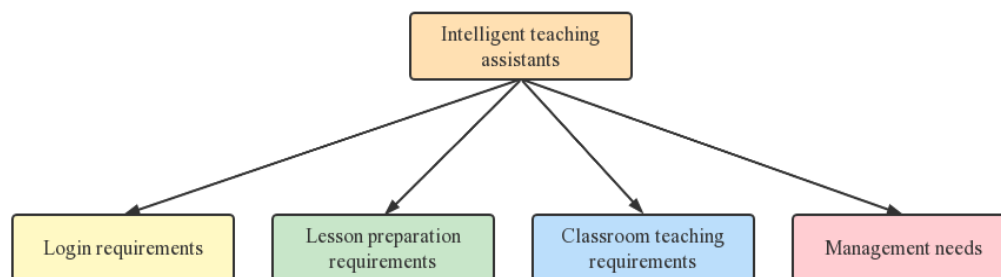 Intelligent teaching
assistants
Login requirements
Lesson preparation
requirements
Classroom teaching
requirements
Management needs